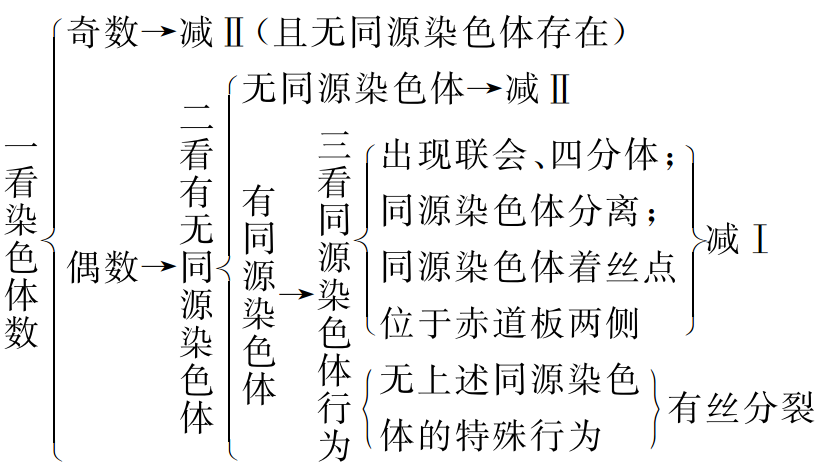 一看染色体数
奇数→减Ⅱ(且无同源染色体存在)
偶数→
二看有无同源染色体
无同源染色体→减Ⅱ
有同源染色体→
三看同源染色体行为
出现联会、四分体;
同源染色体分离;
同源染色体着丝点
位于赤道板两侧
减Ⅰ
无上述同源染色
体的特殊行为
有丝分裂